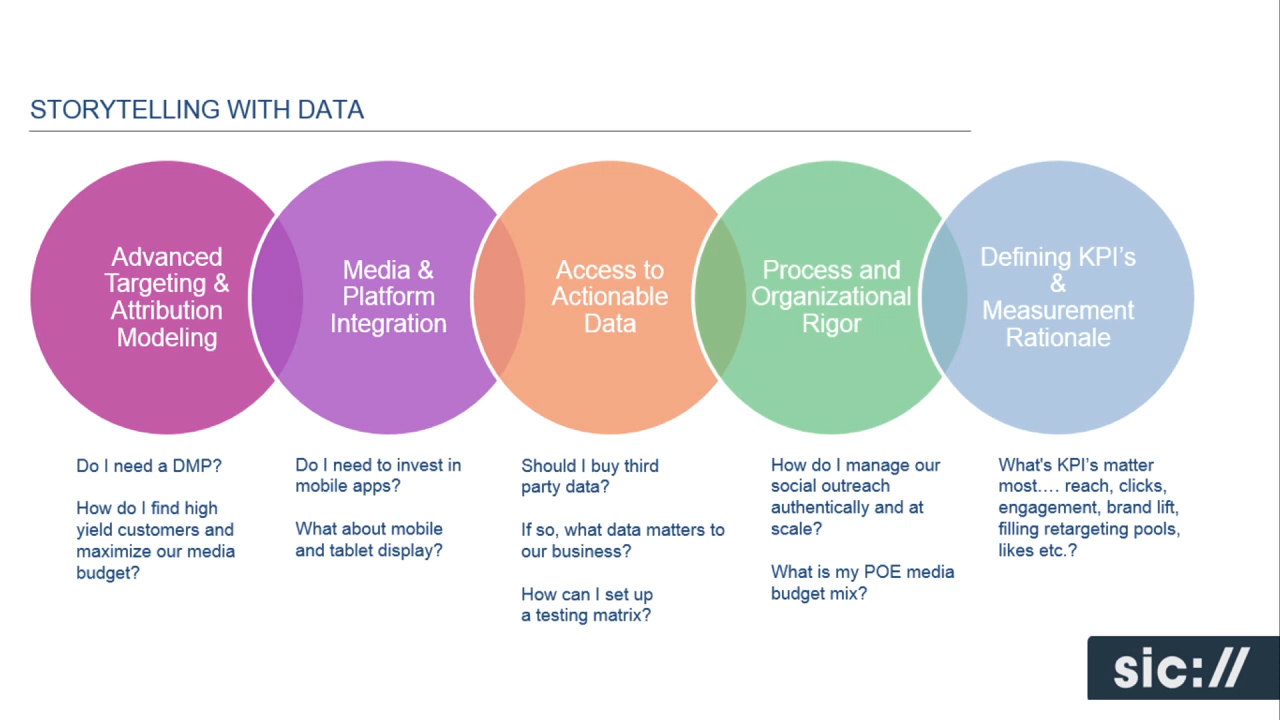 STORYTELLING WITH DATA
Advanced
Targeting &
Attribution
Modeling
Media &
Platform
Integration
Access to
Actionable
Data
Process and
Organizational
Rigor
Defining KPI’s
&
Measurement
Rationale
Do I need a DMP?
How do I find high
yield customers and
maximize our media
budget?
Do I need to invest in
mobile apps?
What about mobile
and tablet display?
Should I buy third
party data?
If so, what data matters to
our business?
How can I set up
a testing matrix?
How do I manage our
social outreach
authentically and at
scale?
What is my POE media
budget mix?
What's KPI’s matter
most…. reach, clicks,
engagement, brand lift,
filling retargeting pools,
likes etc.?
sic://